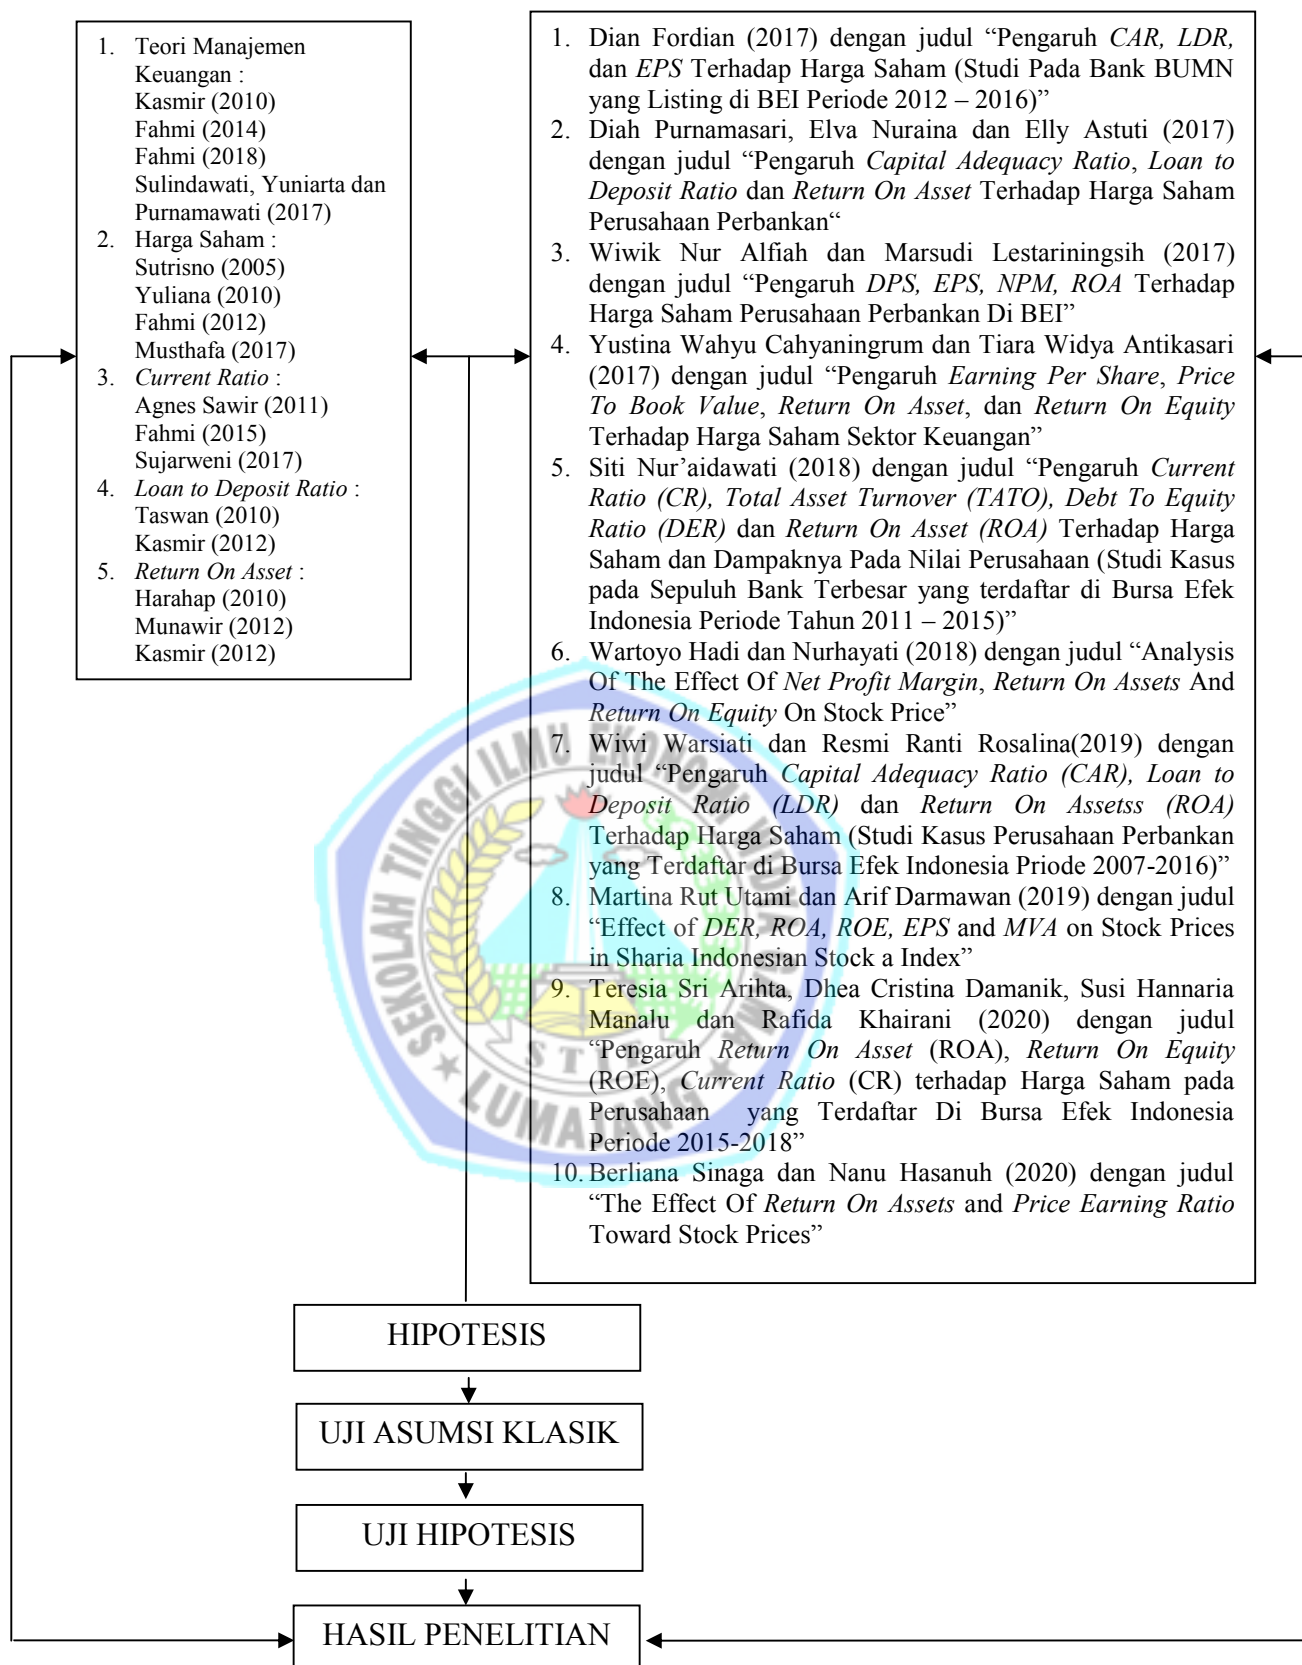 1. Teori Manajemen
Keuangan :
Kasmir (2010)
Fahmi (2014)
Fahmi (2018)
Sulindawati, Yuniarta dan
Purnamawati (2017)
2. Harga Saham :
Sutrisno (2005)
Yuliana (2010)
Fahmi (2012)
Musthafa (2017)
3. Current Ratio :
Agnes Sawir (2011)
Fahmi (2015)
Sujarweni (2017)
4. Loan to Deposit Ratio :
Taswan (2010)
Kasmir (2012)
5. Return On Asset :
Harahap (2010)
Munawir (2012)
Kasmir (2012)
1. Dian Fordian (2017) dengan judul “Pengaruh CAR, LDR,
dan EPS Terhadap Harga Saham (Studi Pada Bank BUMN
yang Listing di BEI Periode 2012 – 2016)”
2. Diah Purnamasari, Elva Nuraina dan Elly Astuti (2017)
dengan judul “Pengaruh Capital Adequacy Ratio, Loan to
Deposit Ratio dan Return On Asset Terhadap Harga Saham
Perusahaan Perbankan“
3. Wiwik Nur Alfiah dan Marsudi Lestariningsih (2017)
dengan judul “Pengaruh DPS, EPS, NPM, ROA Terhadap
Harga Saham Perusahaan Perbankan Di BEI”
4. Yustina Wahyu Cahyaningrum dan Tiara Widya Antikasari
(2017) dengan judul “Pengaruh Earning Per Share, Price
To Book Value, Return On Asset, dan Return On Equity
Terhadap Harga Saham Sektor Keuangan”
5. Siti Nur’aidawati (2018) dengan judul “Pengaruh Current
Ratio (CR), Total Asset Turnover (TATO), Debt To Equity
Ratio (DER) dan Return On Asset (ROA) Terhadap Harga
Saham dan Dampaknya Pada Nilai Perusahaan (Studi Kasus
pada Sepuluh Bank Terbesar yang terdaftar di Bursa Efek
Indonesia Periode Tahun 2011 – 2015)”
6. Wartoyo Hadi dan Nurhayati (2018) dengan judul “Analysis
Of The Effect Of Net Profit Margin, Return On Assets And
Return On Equity On Stock Price”
7. Wiwi Warsiati dan Resmi Ranti Rosalina(2019) dengan
judul “Pengaruh Capital Adequacy Ratio (CAR), Loan to
Deposit Ratio (LDR) dan Return On Assetss (ROA)
Terhadap Harga Saham (Studi Kasus Perusahaan Perbankan
yang Terdaftar di Bursa Efek Indonesia Priode 2007-2016)”
8. Martina Rut Utami dan Arif Darmawan (2019) dengan judul
“Effect of DER, ROA, ROE, EPS and MVA on Stock Prices
in Sharia Indonesian Stock a Index”
9. Teresia Sri Arihta, Dhea Cristina Damanik, Susi Hannaria
Manalu dan Rafida Khairani (2020) dengan judul
“Pengaruh Return On Asset (ROA), Return On Equity
(ROE), Current Ratio (CR) terhadap Harga Saham pada
Perusahaan yang Terdaftar Di Bursa Efek Indonesia
Periode 2015-2018”
10. Berliana Sinaga dan Nanu Hasanuh (2020) dengan judul
“The Effect Of Return On Assets and Price Earning Ratio
Toward Stock Prices”
SEKOLAH TINGGI ILMU EKONOMI WIDYA GAMA
STIE
LUMAJANG
HIPOTESIS
UJI ASUMSI KLASIK
UJI HIPOTESIS
HASIL PENELITIAN